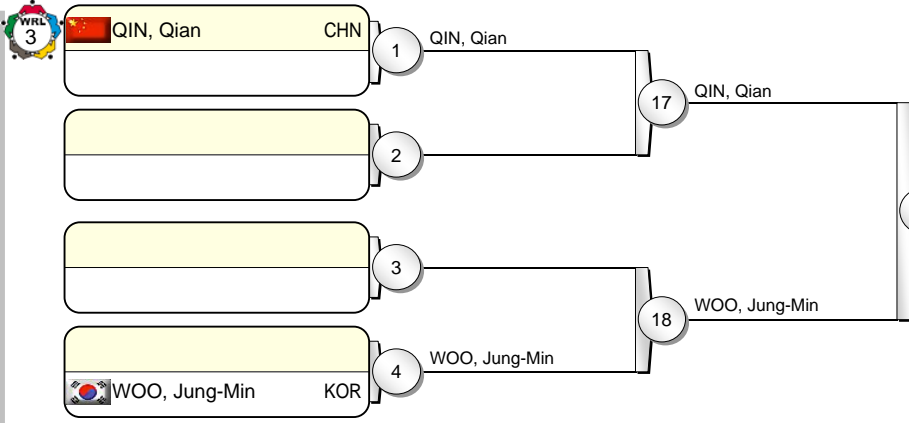 WRL
3
QIN, Qian CHN
1
QIN, Qian
17
QIN, Qian
2
3
18
WOO, Jung-Min
4
WOO, Jung-Min
WOO, Jung-Min KOR